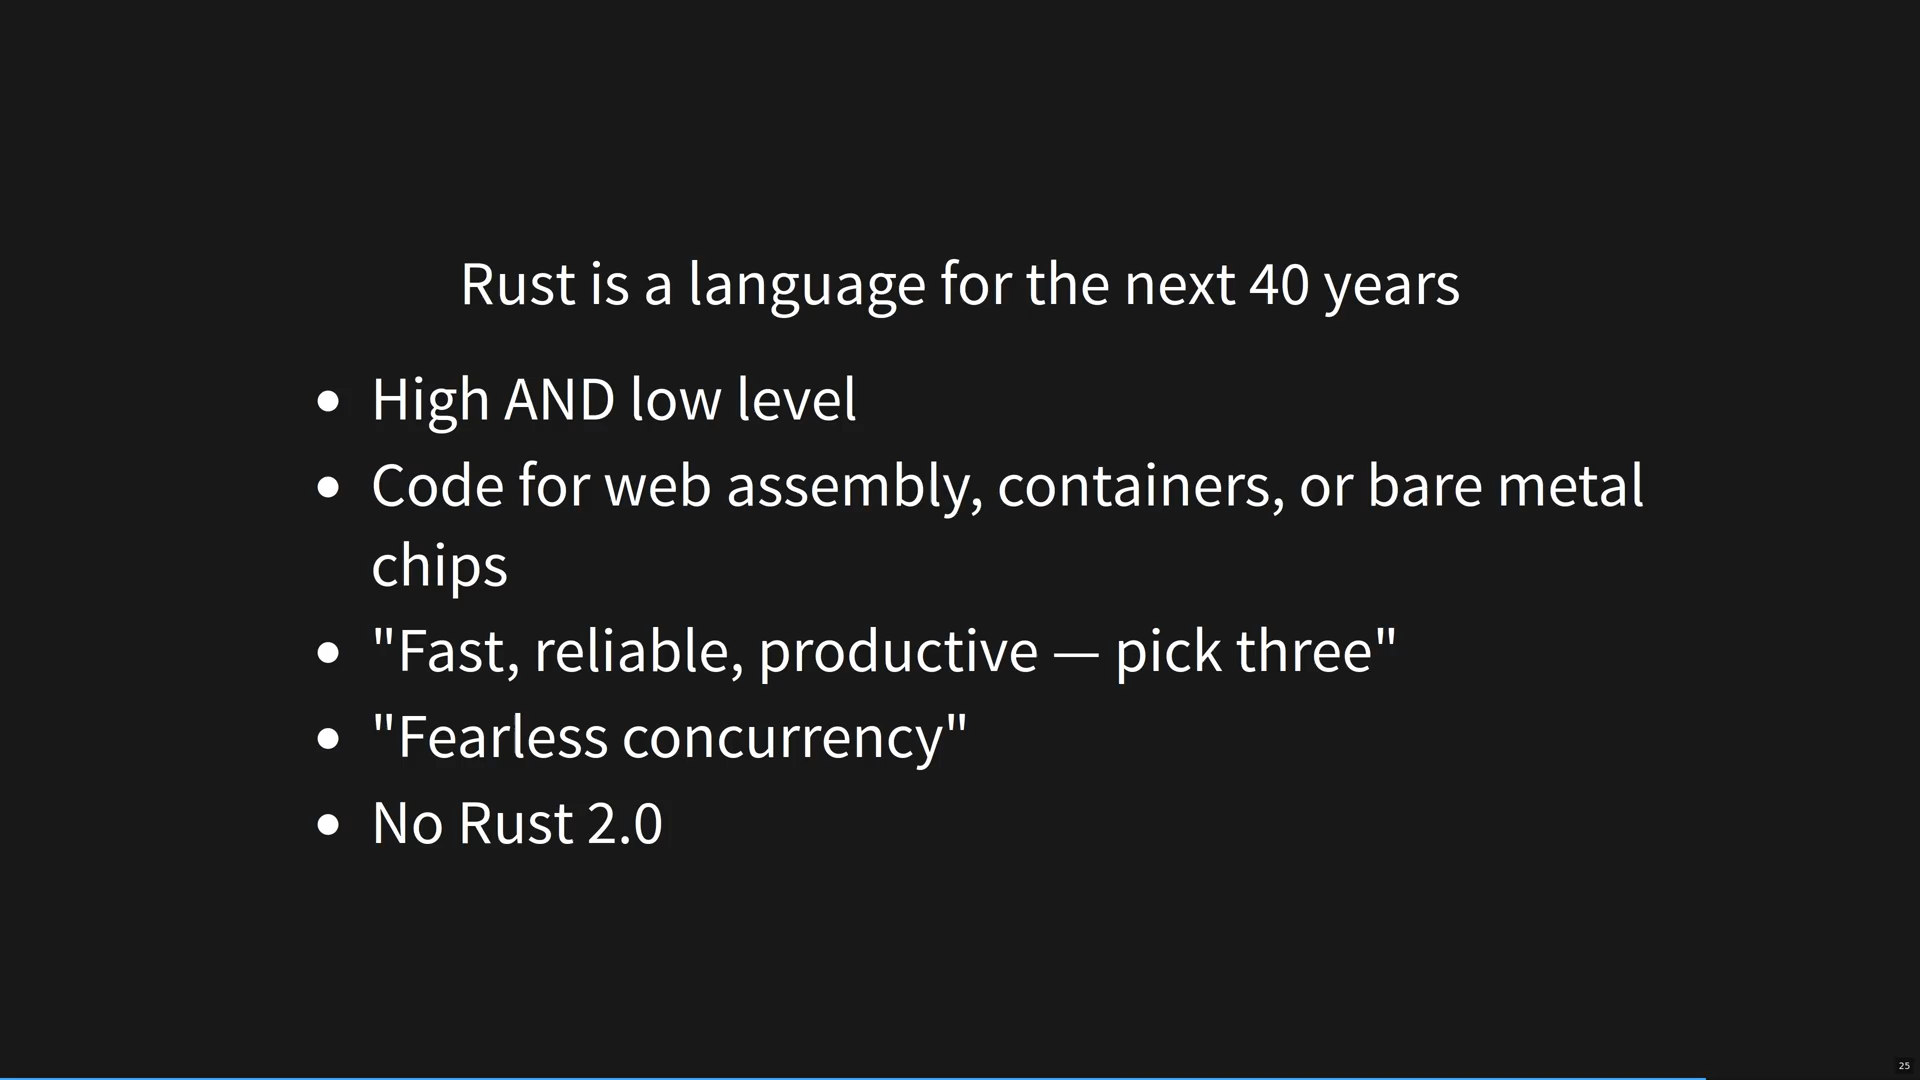 Rust is a language for the next 40 years
• High AND low level
• Code for web assembly, containers, or bare metal
chips
• "Fast, reliable, productive — pick three"
• "Fearless concurrency"
• No Rust 2.0
25